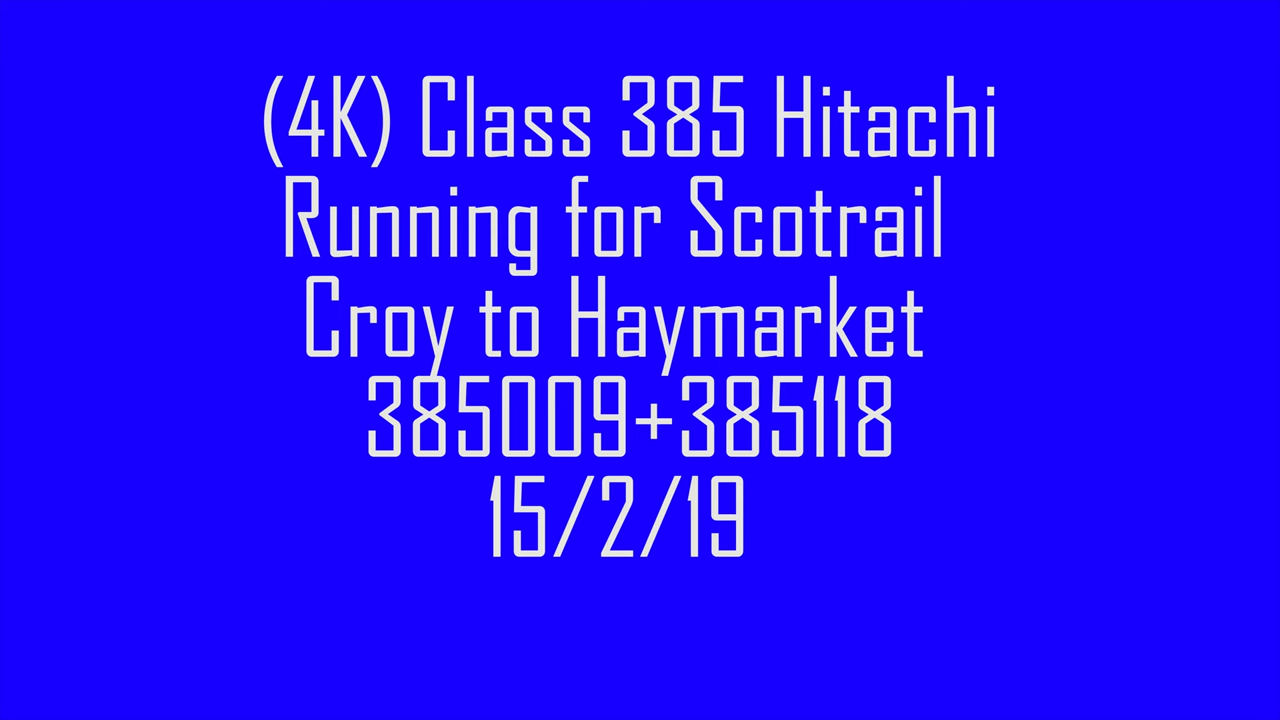 (4K) Class 385 Hitachi
Running for Scotrail
Croy to Haymarket
385009+385118
15/2/19